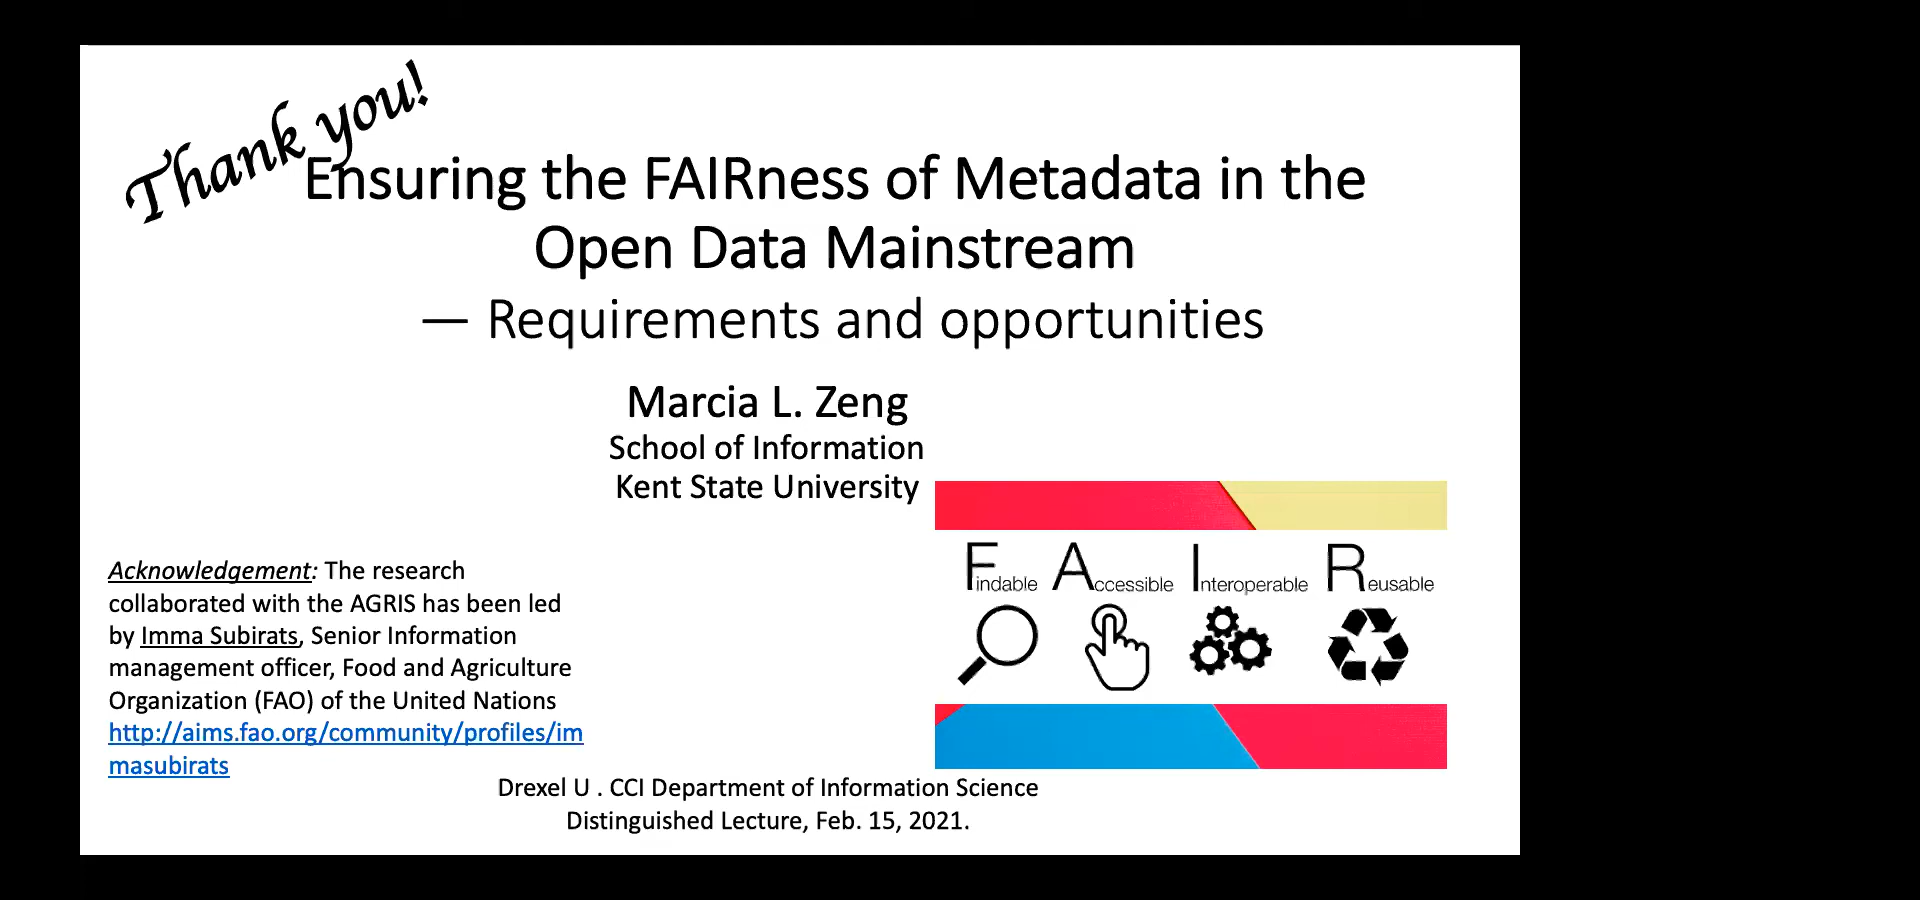 Thank you!
Ensuring the FAIRness of Metadata in the
Open Data Mainstream
— Requirements and opportunities
Marcia L. Zeng
School of Information
Kent State University
Findable Accessible Interoperable Reusable
Acknowledgement: The research
collaborated with the AGRIS has been led
by Imma Subirats, Senior Information
management officer, Food and Agriculture
Organization (FAO) of the United Nations
http://aims.fao.org/community/profiles/im
masubirats
Drexel U . CCI Department of Information Science
Distinguished Lecture, Feb. 15, 2021.